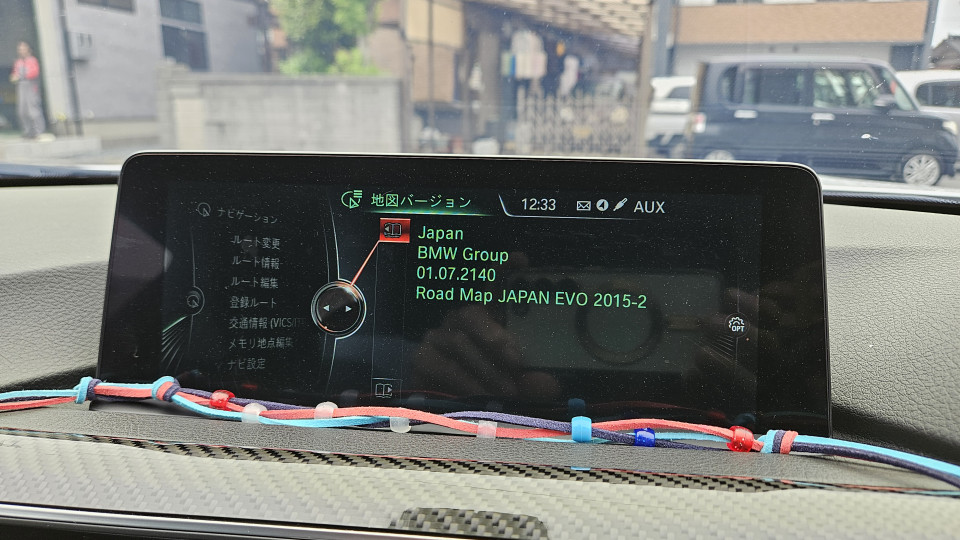 地図バージョン
12:33 AUX
ナビゲーション
ルート変更
ルート情報
ルート編集
登録ルート
交通情報 (VICS/IT
メモリ地点編集
ナビ設定
Japan
BMW Group
01.07.2140
Road Map JAPAN EVO 2015-2
OPT